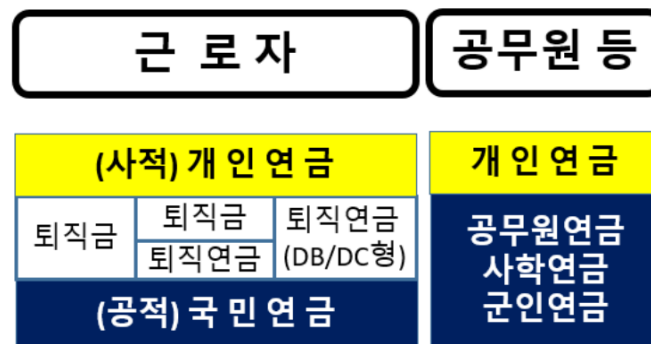 근 로 자
공무원 등
(사적) 개 인 연 금
개 인 연 금
퇴직금
퇴직금
퇴직연금
퇴직연금
(DB/DC형)
공무원연금
사학연금
군인연금
(공적) 국 민 연 금